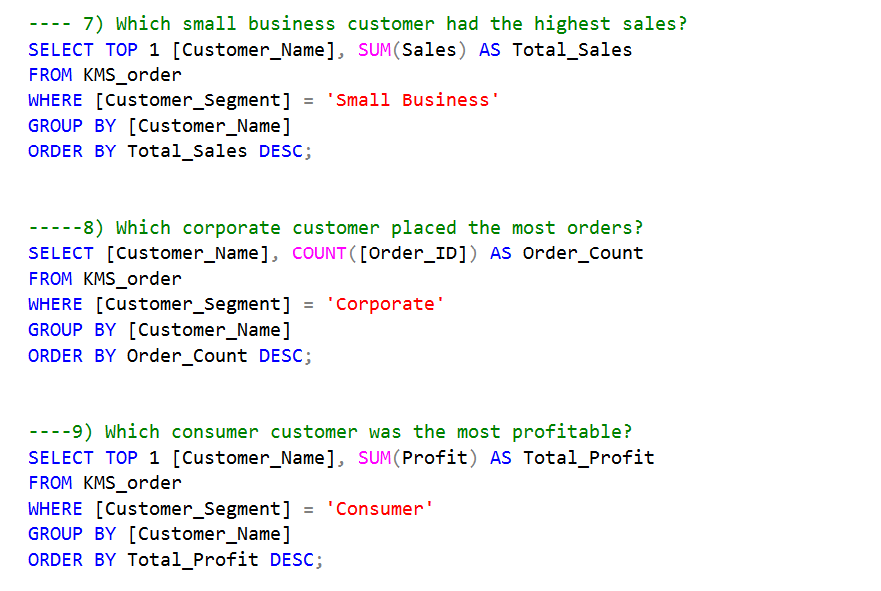 ---- 7) Which small business customer had the highest sales?
SELECT TOP 1 [Customer_Name], SUM(Sales) AS Total_Sales
FROM KMS_order
WHERE [Customer_Segment] = 'Small Business'
GROUP BY [Customer_Name]
ORDER BY Total_Sales DESC;
-----8) Which corporate customer placed the most orders?
SELECT [Customer_Name], COUNT([Order_ID]) AS Order_Count
FROM KMS_order
WHERE [Customer_Segment] = 'Corporate'
GROUP BY [Customer_Name]
ORDER BY Order_Count DESC;
----9) Which consumer customer was the most profitable?
SELECT TOP 1 [Customer_Name], SUM(Profit) AS Total_Profit
FROM KMS_order
WHERE [Customer_Segment] = 'Consumer'
GROUP BY [Customer_Name]
ORDER BY Total_Profit DESC;